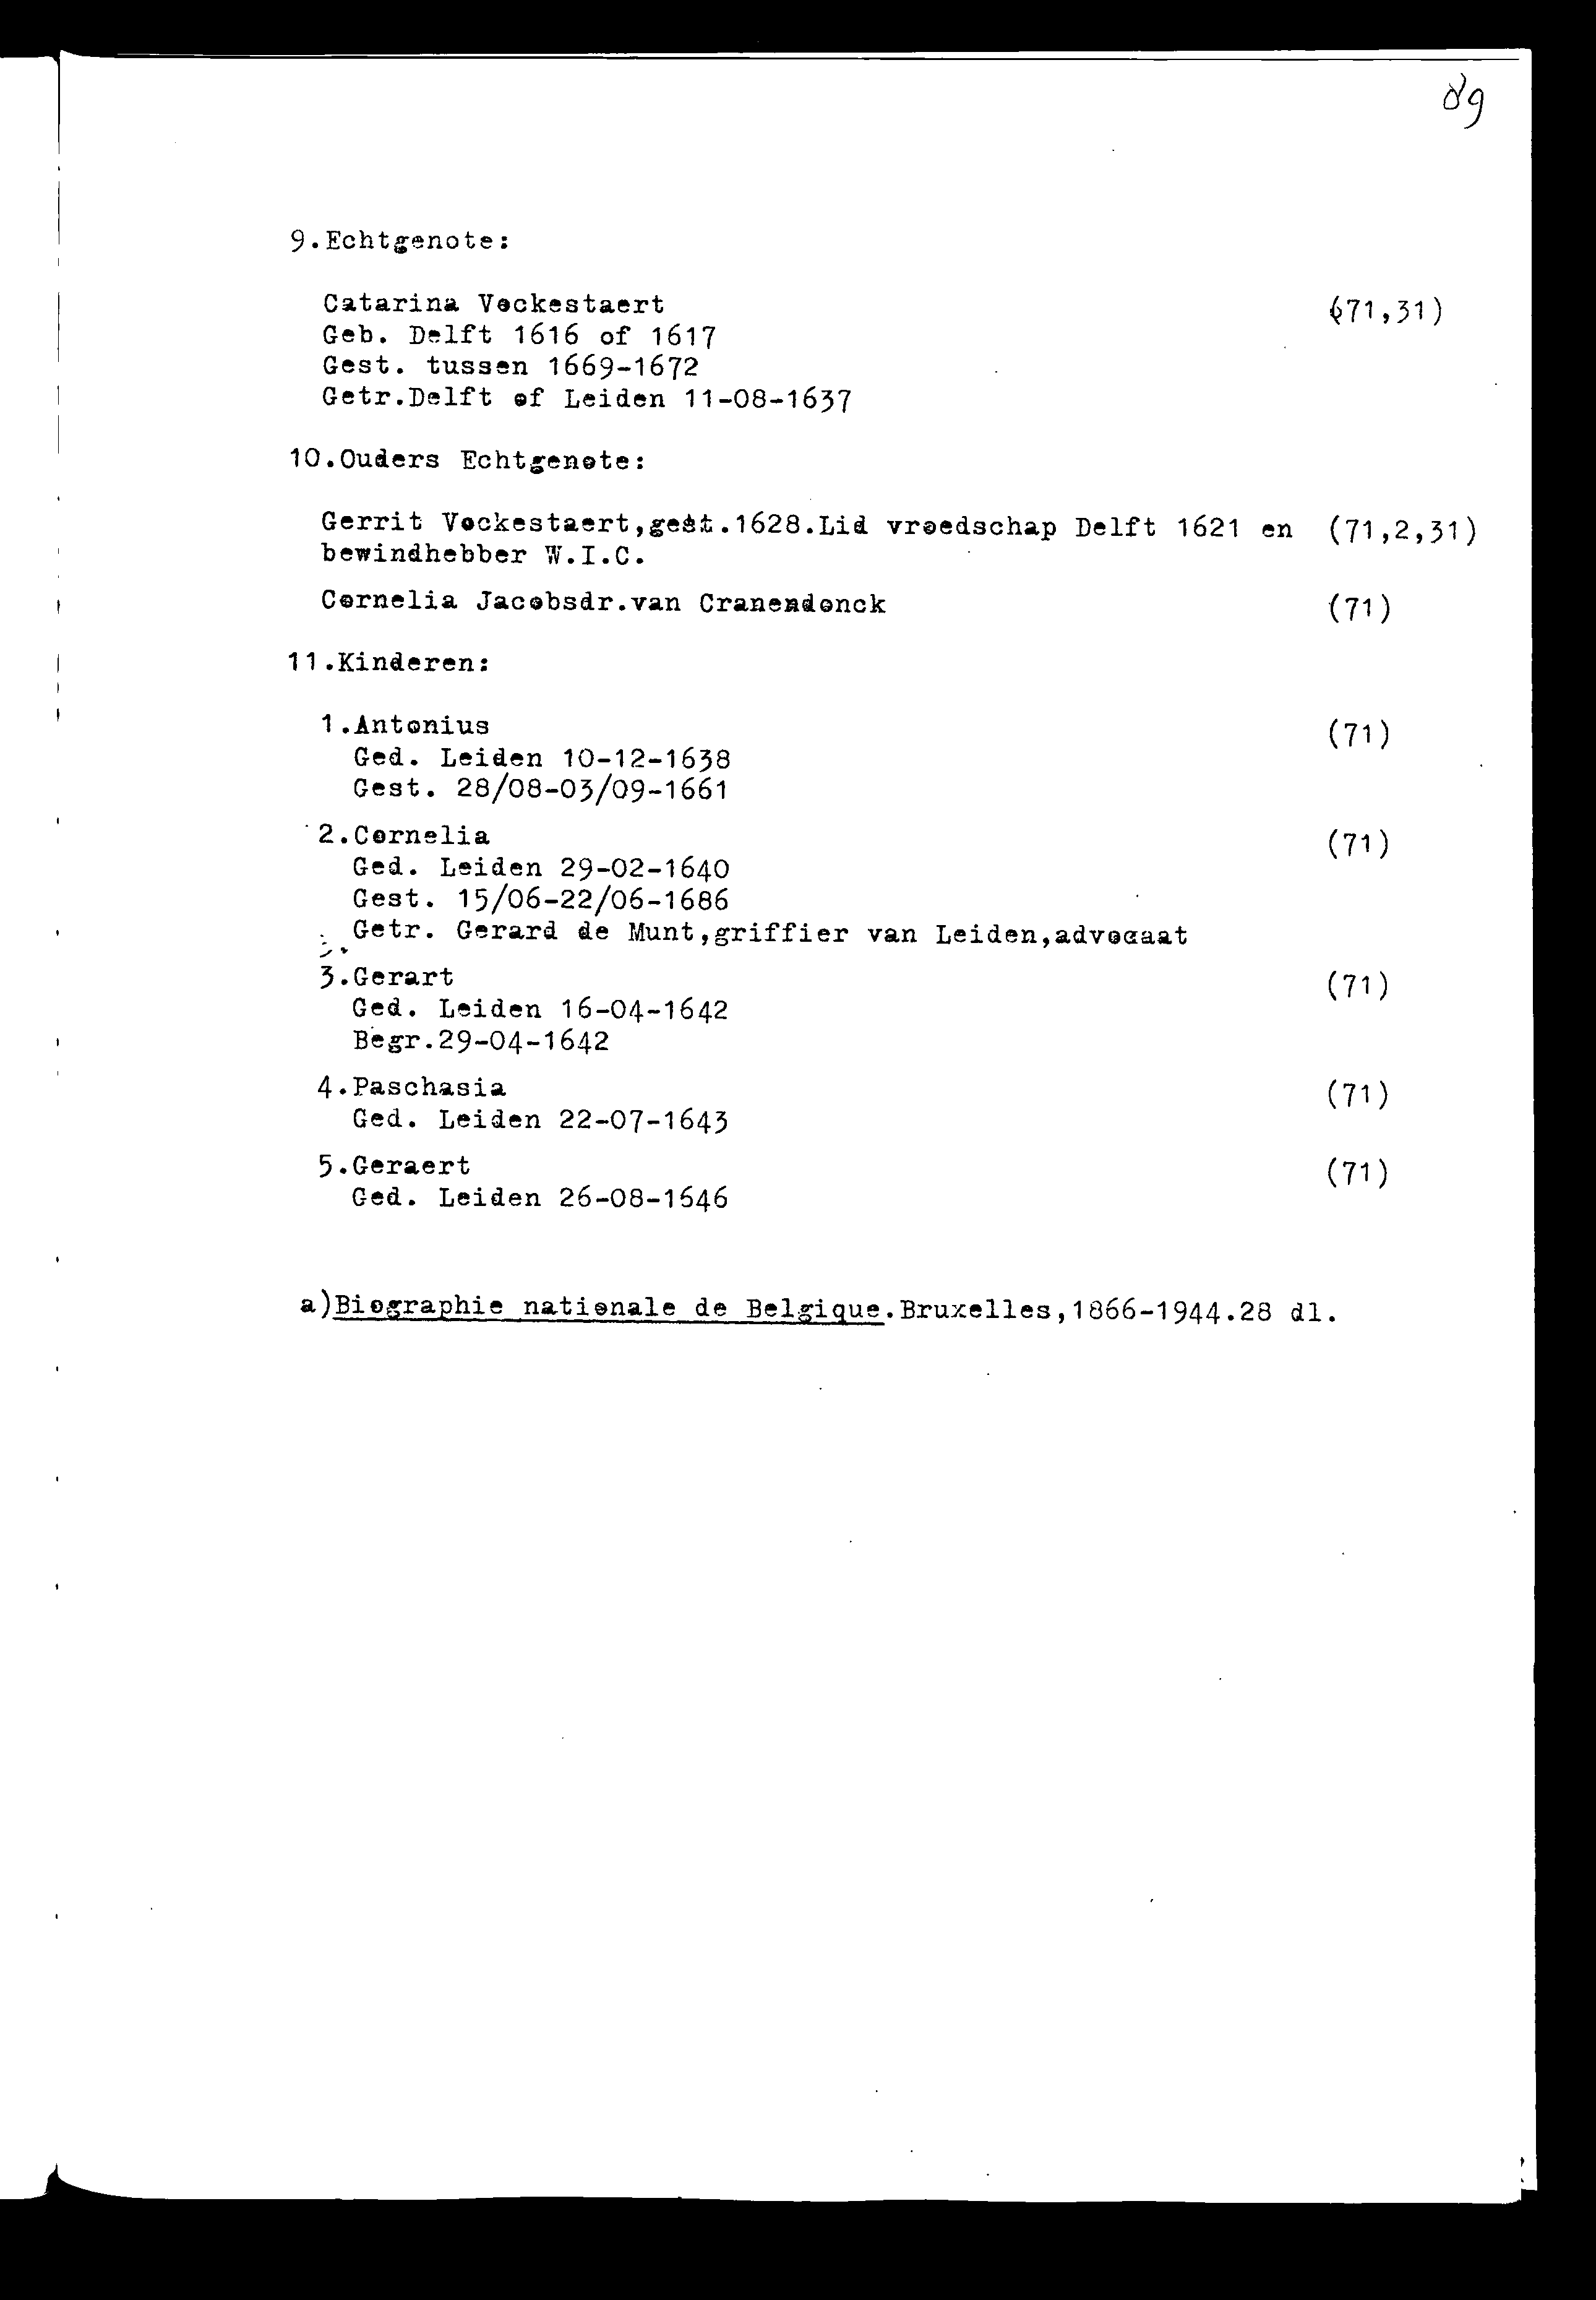 89
9.Echtgenote:
Catarina Vockestaert (71,31)
Geb. Delft 1616 of 1617
Gest. tussen 1669-1672
Getr.Delft of Leiden 11-08-1637
10.Ouders Echtgenote:
Gerrit Vockestaert,gest.1628.Lid vroedschap Delft 1621 en (71,2,31)
bewindhebber W.I.C.
Cornelia Jacobsdr.van Cranendonck (71)
11.Kinderen:
1.Antonius (71)
Ged. Leiden 10-12-1638
Gest. 28/08-03/09-1661
2.Cornelia (71)
Ged. Leiden 29-02-1640
Gest. 15/06-22/06-1686
Getr. Gerard de Munt,griffier van Leiden,advocaat
3.Gerart (71)
Ged. Leiden 16-04-1642
Begr.29-04-1642
4.Paschasia (71)
Ged. Leiden 22-07-1643
5.Geraert (71)
Ged. Leiden 26-08-1646
a)Biographie nationale de Belgique.Bruxelles,1866-1944.28 dl.